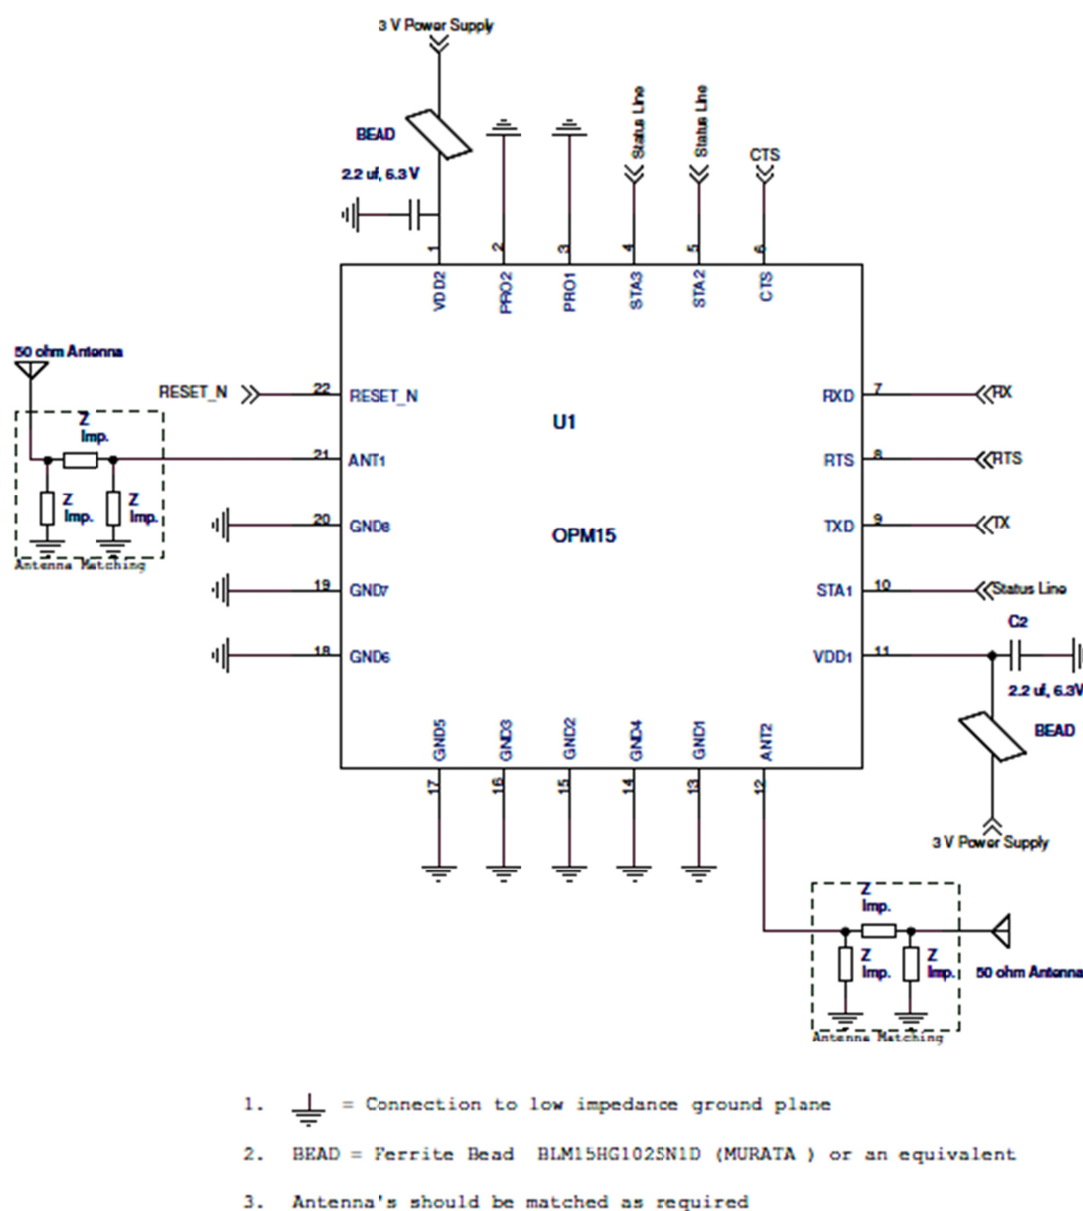 3 V Power Supply
BEAD
2.2 uf, 6.3 V
Status Line
Status Line
CTS
1
2
3
4
5
6
VDD2
PRO2
PRO1
STA3
STA2
CTS
50 ohm Antenna
RESET_N
22
RESET_N
U1
RXD
7
RX
Z
Imp.
21
ANT1
RTS
8
RTS
Z
Imp.
Z
Imp.
20
GND8
OPM15
TXD
9
TX
Antenna Matching
19
GND7
STA1
10
Status Line
C2
18
GND6
VDD1
11
2.2 uf, 6.3V
BEAD
GND5
GND3
GND2
GND4
GND1
ANT2
17
16
15
14
13
12
3 V Power Supply
Z
Imp.
Z
Imp.
Z
Imp.
50 ohm Antenna
Antenna Matching
1. = Connection to low impedance ground plane
2. BEAD = Ferrite Bead BLM15HG102SN1D (MURATA ) or an equivalent
3. Antenna's should be matched as required